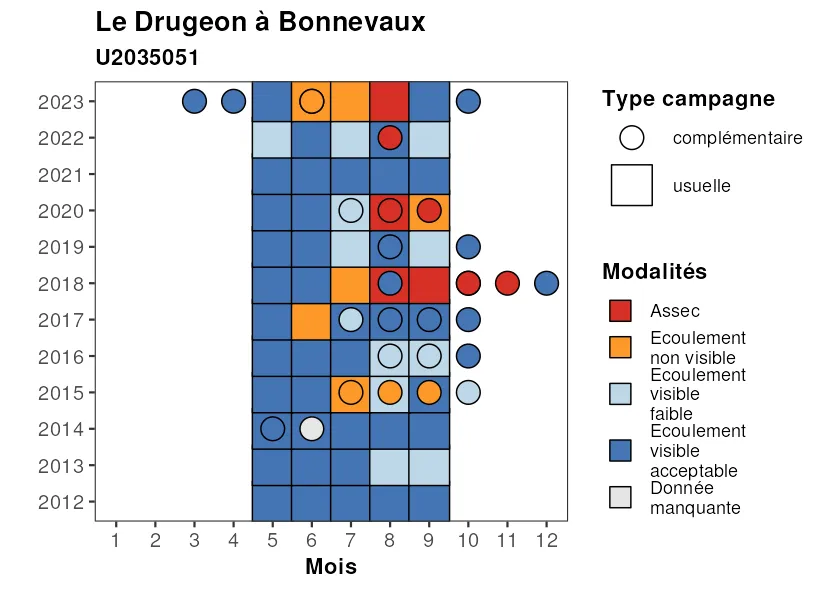 Le Drugeon à Bonnevaux
U2035051
2023
2022
2021
2020
2019
2018
2017
2016
2015
2014
2013
2012
1 2 3 4 5 6 7 8 9 10 11 12
Mois
Type campagne
complémentaire
usuelle
Modalités
Assec
Ecoulement
non visible
Ecoulement
visible
faible
Ecoulement
visible
acceptable
Donnée
manquante